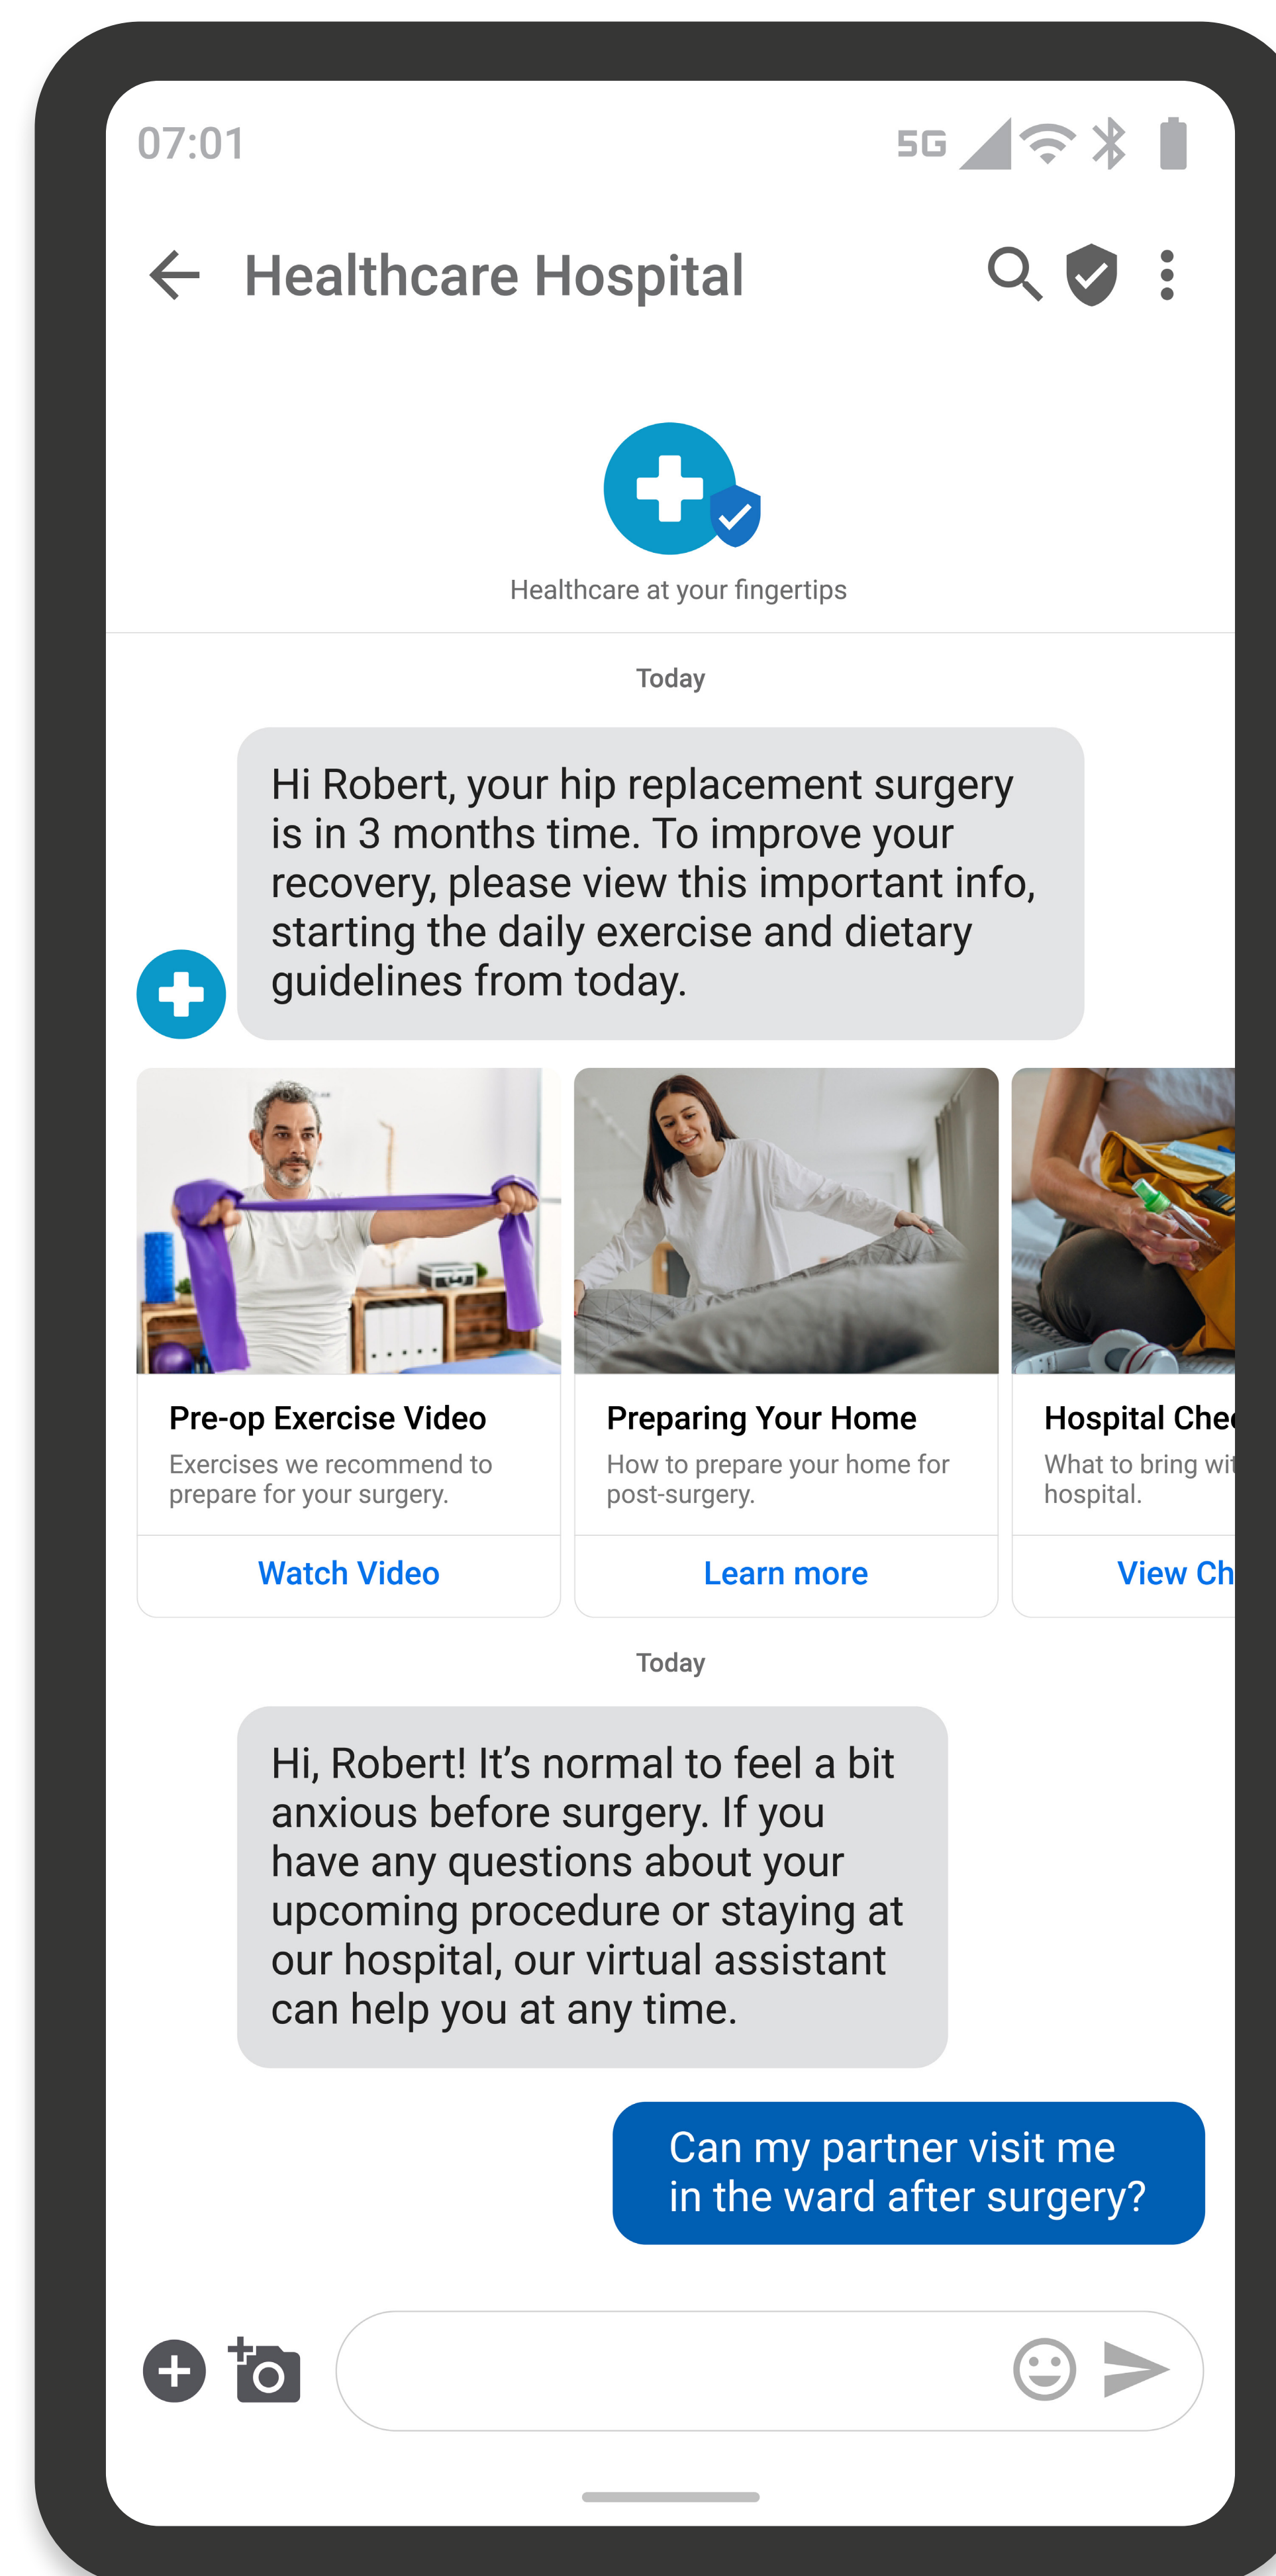 07:01
5G
Healthcare Hospital
Healthcare at your fingertips
Today
Hi Robert, your hip replacement surgery
is in 3 months time. To improve your
recovery, please view this important info,
starting the daily exercise and dietary
guidelines from today.
Pre-op Exercise Video
Exercises we recommend to
prepare for your surgery.
Watch Video
Preparing Your Home
How to prepare your home for
post-surgery.
Learn more
Hospital
What to bring
hospital.
View
Today
Hi, Robert! It’s normal to feel a bit
anxious before surgery. If you
have any questions about your
upcoming procedure or staying at
our hospital, our virtual assistant
can help you at any time.
Can my partner visit me
in the ward after surgery?